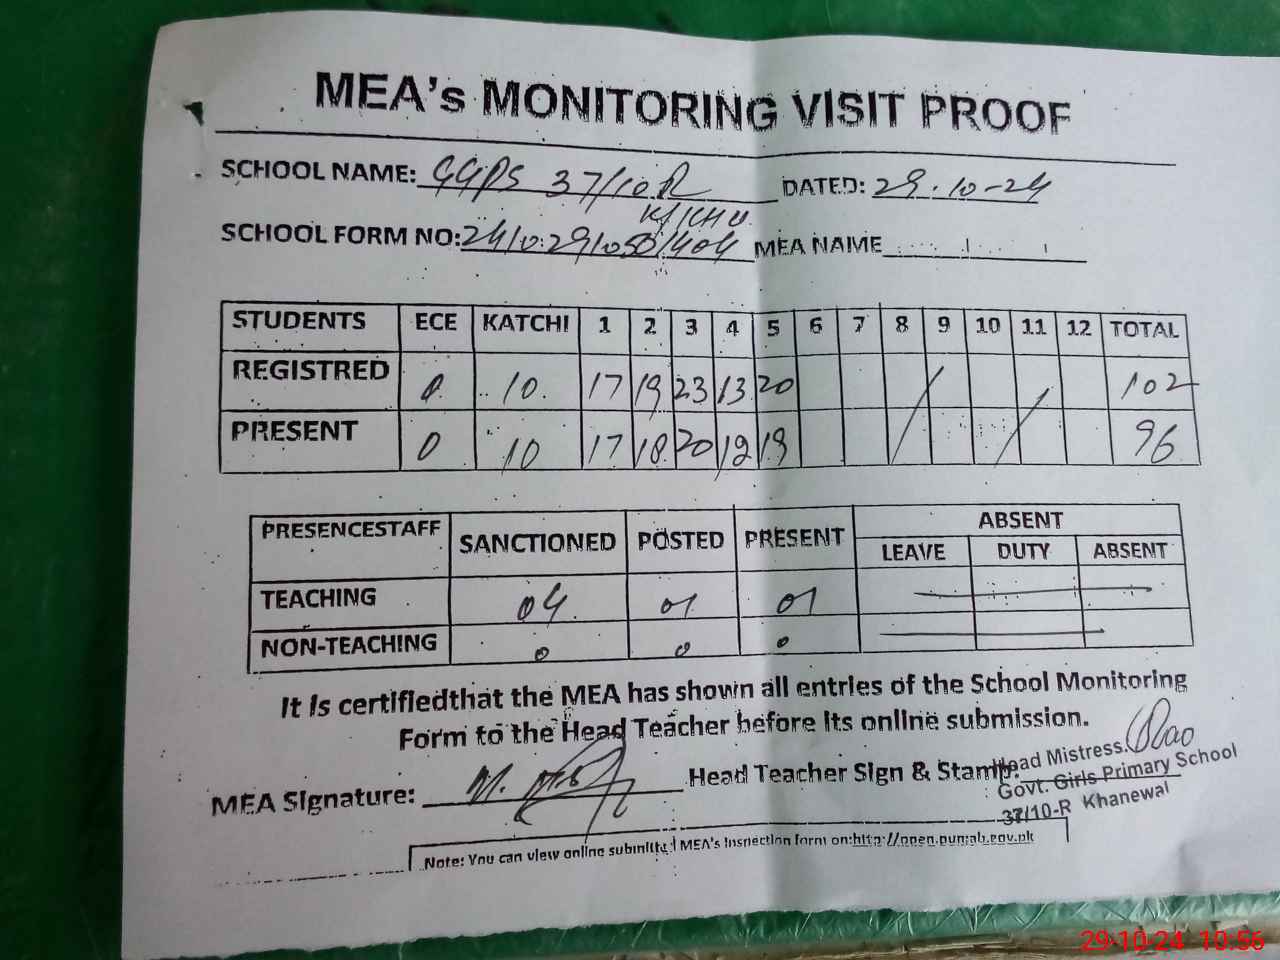 MEA's MONITORING VISIT PROOF
SCHOOL NAME: GGPS 37/10R DATED: 29-10-24
K/KHU.
SCHOOL FORM NO: MEA NAME
STUDENTS ECE KATCHI 1 2 3 4 5 6 7 8 9 10 11 12 TOTAL
REGISTRED 0 10 17 19 23 13 20 102
PRESENT 0 10 17 18 20 12 19 96
PRESENCESTAFF SANCTIONED POSTED PRESENT ABSENT
LEAVE DUTY ABSENT
TEACHING 04 01 01
NON-TEACHING 0 0 0
It is certifiedthat the MEA has shown all entries of the School Monitoring
Form to the Head Teacher before its online submission.
MEA Signature: Head Teacher Sign & Stamp:
Head Mistress.
Govt. Girls Primary School
37/10-R Khanewal
Note: You can view online submitted MEA's inspection form on:http://open.punjab.gov.pk
29-10-24 10:56